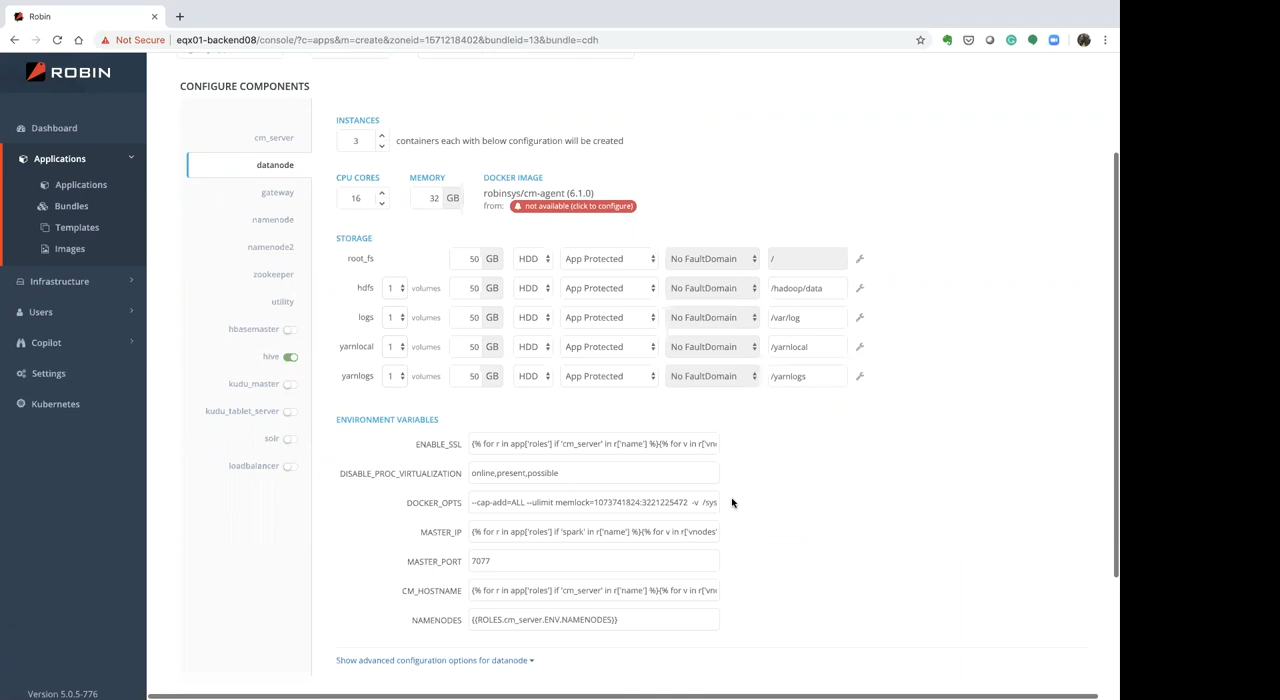 Robin
Not Secure | eqx01-backend08/console/?c=apps&m=create&zoneid=1571218402&bundleid=13&bundle=cdh
ROBIN
Dashboard
Applications
Applications
Bundles
Templates
Images
Infrastructure
Users
Copilot
Settings
Kubernetes
Version 5.0.5-776
CONFIGURE COMPONENTS
cm_server
datanode
gateway
namenode
namenode2
zookeeper
utility
hbasemaster
hive
kudu_master
kudu_tablet_server
solr
loadbalancer
INSTANCES
3 containers each with below configuration will be created
CPU CORES MEMORY DOCKER IMAGE
16 32 GB robinsys/cm-agent (6.1.0)
from: not available (click to configure)
STORAGE
root_fs 50 GB HDD App Protected No FaultDomain /
hdfs 1 volumes 50 GB HDD App Protected No FaultDomain /hadoop/data
logs 1 volumes 50 GB HDD App Protected No FaultDomain /var/log
yarnlocal 1 volumes 50 GB HDD App Protected No FaultDomain /yarnlocal
yarnlogs 1 volumes 50 GB HDD App Protected No FaultDomain /yarnlogs
ENVIRONMENT VARIABLES
ENABLE_SSL {% for r in app['roles'] if 'cm_server' in r['name'] %}{% for v in r['vn
DISABLE_PROC_VIRTUALIZATION online,present,possible
DOCKER_OPTS --cap-add=ALL --ulimit memlock=1073741824:3221225472 -v /sys
MASTER_IP {% for r in app['roles'] if 'spark' in r['name'] %}{% for v in r['vnodes'
MASTER_PORT 7077
CM_HOSTNAME {% for r in app['roles'] if 'cm_server' in r['name'] %}{% for v in r['vn
NAMENODES {{ROLES.cm_server.ENV.NAMENODES}}
Show advanced configuration options for datanode